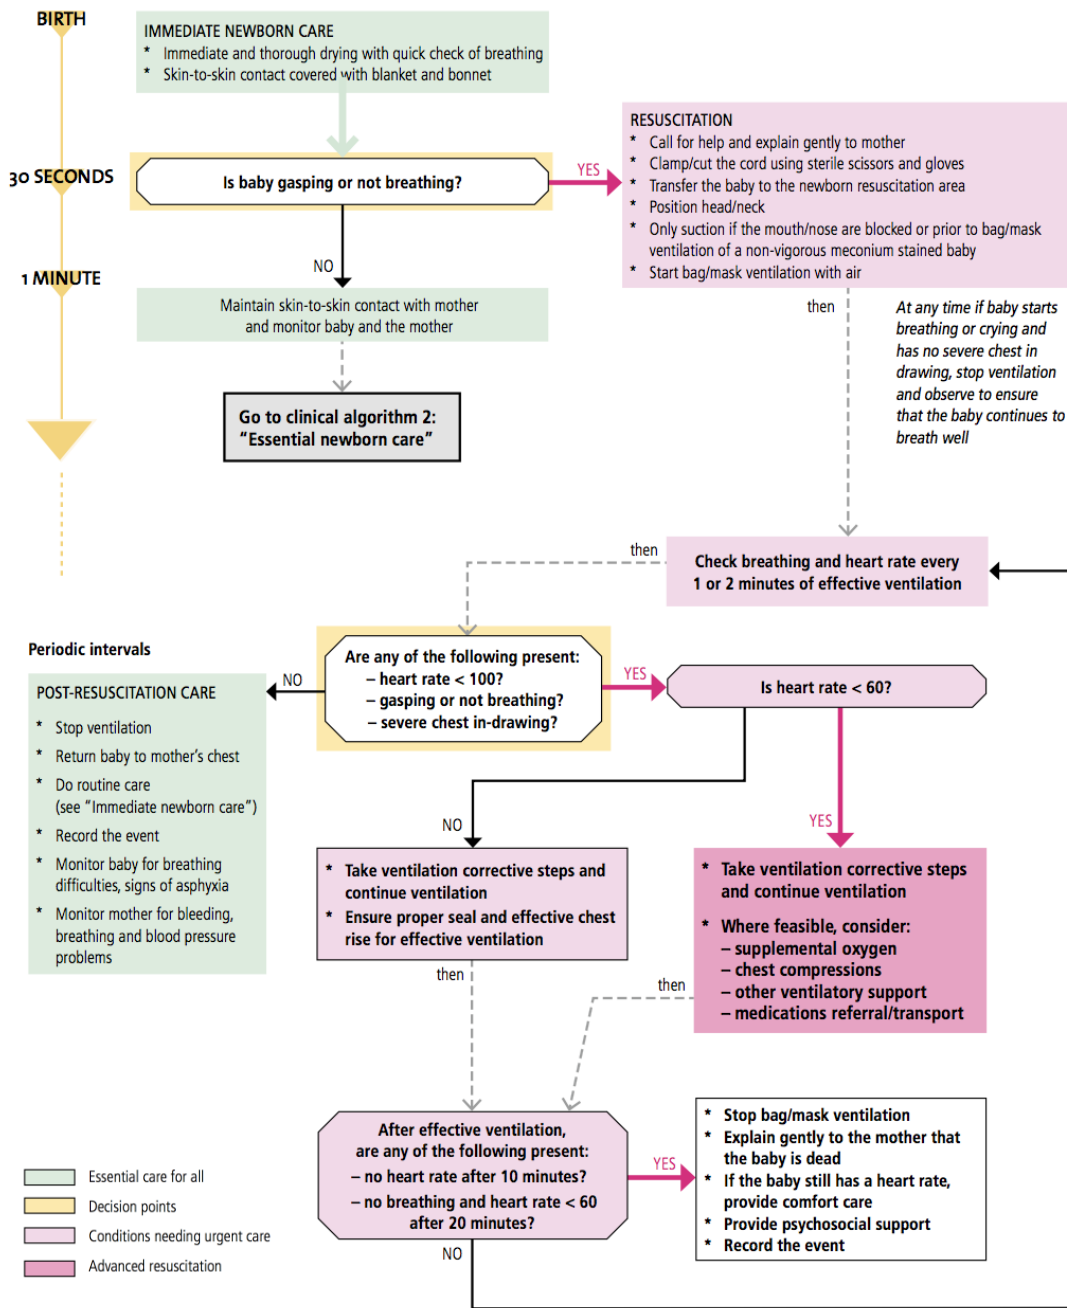 BIRTH
IMMEDIATE NEWBORN CARE
* Immediate and thorough drying with quick check of breathing
* Skin-to-skin contact covered with blanket and bonnet
30 SECONDS
Is baby gasping or not breathing?
YES
RESUSCITATION
* Call for help and explain gently to mother
* Clamp/cut the cord using sterile scissors and gloves
* Transfer the baby to the newborn resuscitation area
* Position head/neck
* Only suction if the mouth/nose are blocked or prior to bag/mask
ventilation of a non-vigorous meconium stained baby
* Start bag/mask ventilation with air
NO
1 MINUTE
Maintain skin-to-skin contact with mother
and monitor baby and the mother
then
At any time if baby starts
breathing or crying and
has no severe chest in
drawing, stop ventilation
and observe to ensure
that the baby continues to
breath well
Go to clinical algorithm 2:
“Essential newborn care”
then
Check breathing and heart rate every
1 or 2 minutes of effective ventilation
Periodic intervals
Are any of the following present:
– heart rate < 100?
– gasping or not breathing?
– severe chest in-drawing?
NO
YES
Is heart rate < 60?
POST-RESUSCITATION CARE
* Stop ventilation
* Return baby to mother’s chest
* Do routine care
(see “Immediate newborn care”)
* Record the event
* Monitor baby for breathing
difficulties, signs of asphyxia
* Monitor mother for bleeding,
breathing and blood pressure
problems
NO
YES
* Take ventilation corrective steps and
continue ventilation
* Ensure proper seal and effective chest
rise for effective ventilation
* Take ventilation corrective steps
and continue ventilation
* Where feasible, consider:
– supplemental oxygen
– chest compressions
– other ventilatory support
– medications referral/transport
then
then
After effective ventilation,
are any of the following present:
– no heart rate after 10 minutes?
– no breathing and heart rate < 60
after 20 minutes?
YES
NO
* Stop bag/mask ventilation
* Explain gently to the mother that
the baby is dead
* If the baby still has a heart rate,
provide comfort care
* Provide psychosocial support
* Record the event
Essential care for all
Decision points
Conditions needing urgent care
Advanced resuscitation